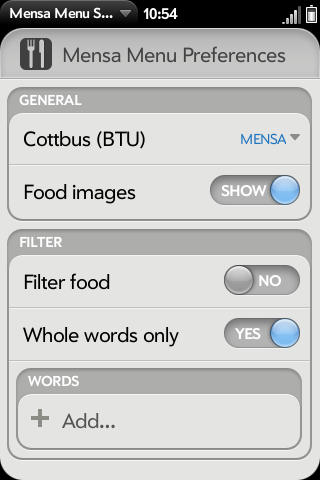 Mensa Menu S... 10:54
Mensa Menu Preferences
GENERAL
Cottbus (BTU) MENSA
Food images SHOW
FILTER
Filter food NO
Whole words only YES
WORDS
Add...